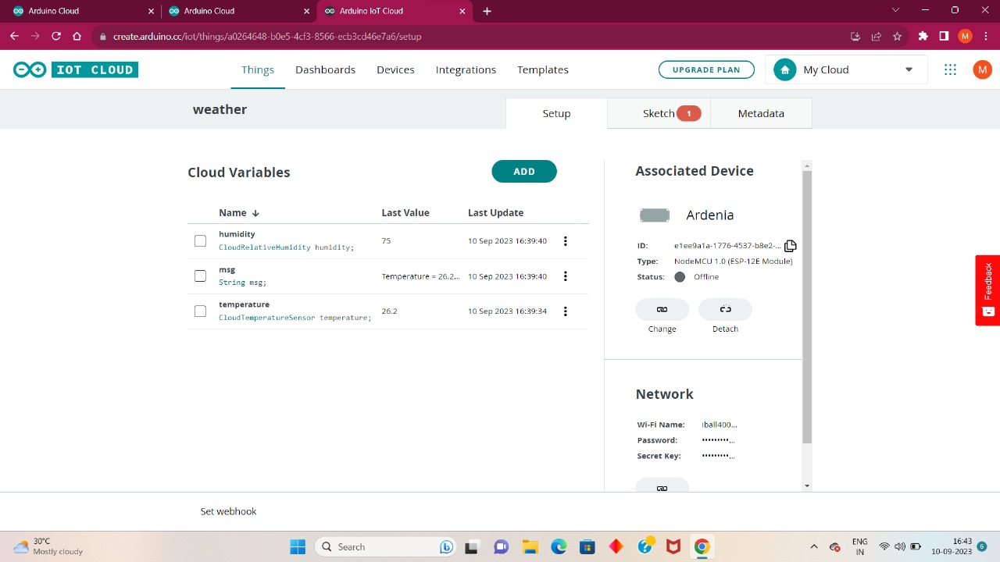 Arduino Cloud
Arduino Cloud
Arduino IoT Cloud
create.arduino.cc/iot/things/a0264648-b0e5-4cf3-8566-ecb3cd46e7a6/setup
M
IOT CLOUD
Things
Dashboards
Devices
Integrations
Templates
UPGRADE PLAN
My Cloud
M
weather
Setup
Sketch 1
Metadata
Cloud Variables
ADD
Name Last Value Last Update
humidity
CloudRelativeHumidity humidity;
75
10 Sep 2023 16:39:40
msg
String msg;
Temperature = 26.2...
10 Sep 2023 16:39:40
temperature
CloudTemperatureSensor temperature;
26.2
10 Sep 2023 16:39:34
Associated Device
Ardenia
ID: e1ee9a1a-1776-4537-b8e2-...
Type: NodeMCU 1.0 (ESP-12E Module)
Status: Offline
Change
Detach
Network
Wi-Fi Name: iball400...
Password: •••••••••...
Secret Key: •••••••••...
Feedback
Set webhook
30°C
Mostly cloudy
Search
ENG
IN
16:43
10-09-2023
6